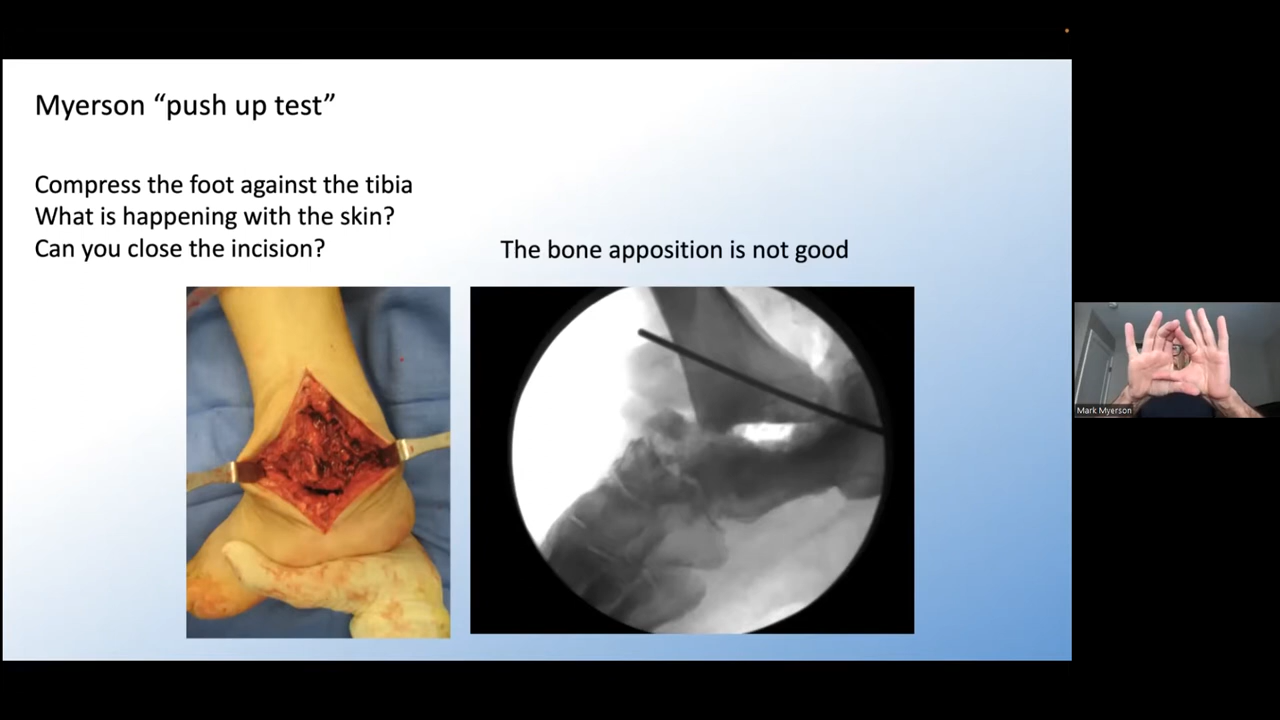 Myerson “push up test”
Compress the foot against the tibia
What is happening with the skin?
Can you close the incision?
The bone apposition is not good
Mark Myerson